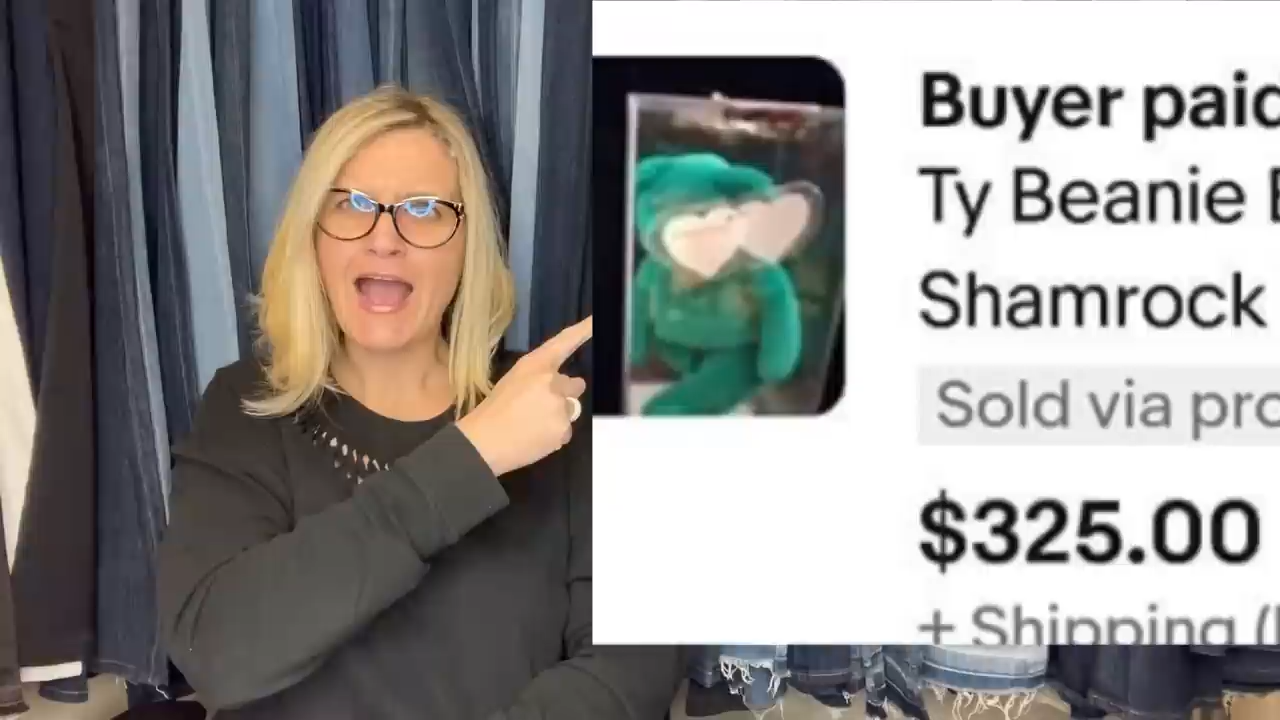 Buyer paid
Ty Beanie
Shamrock
Sold via pro
$325.00
+ Shipping (